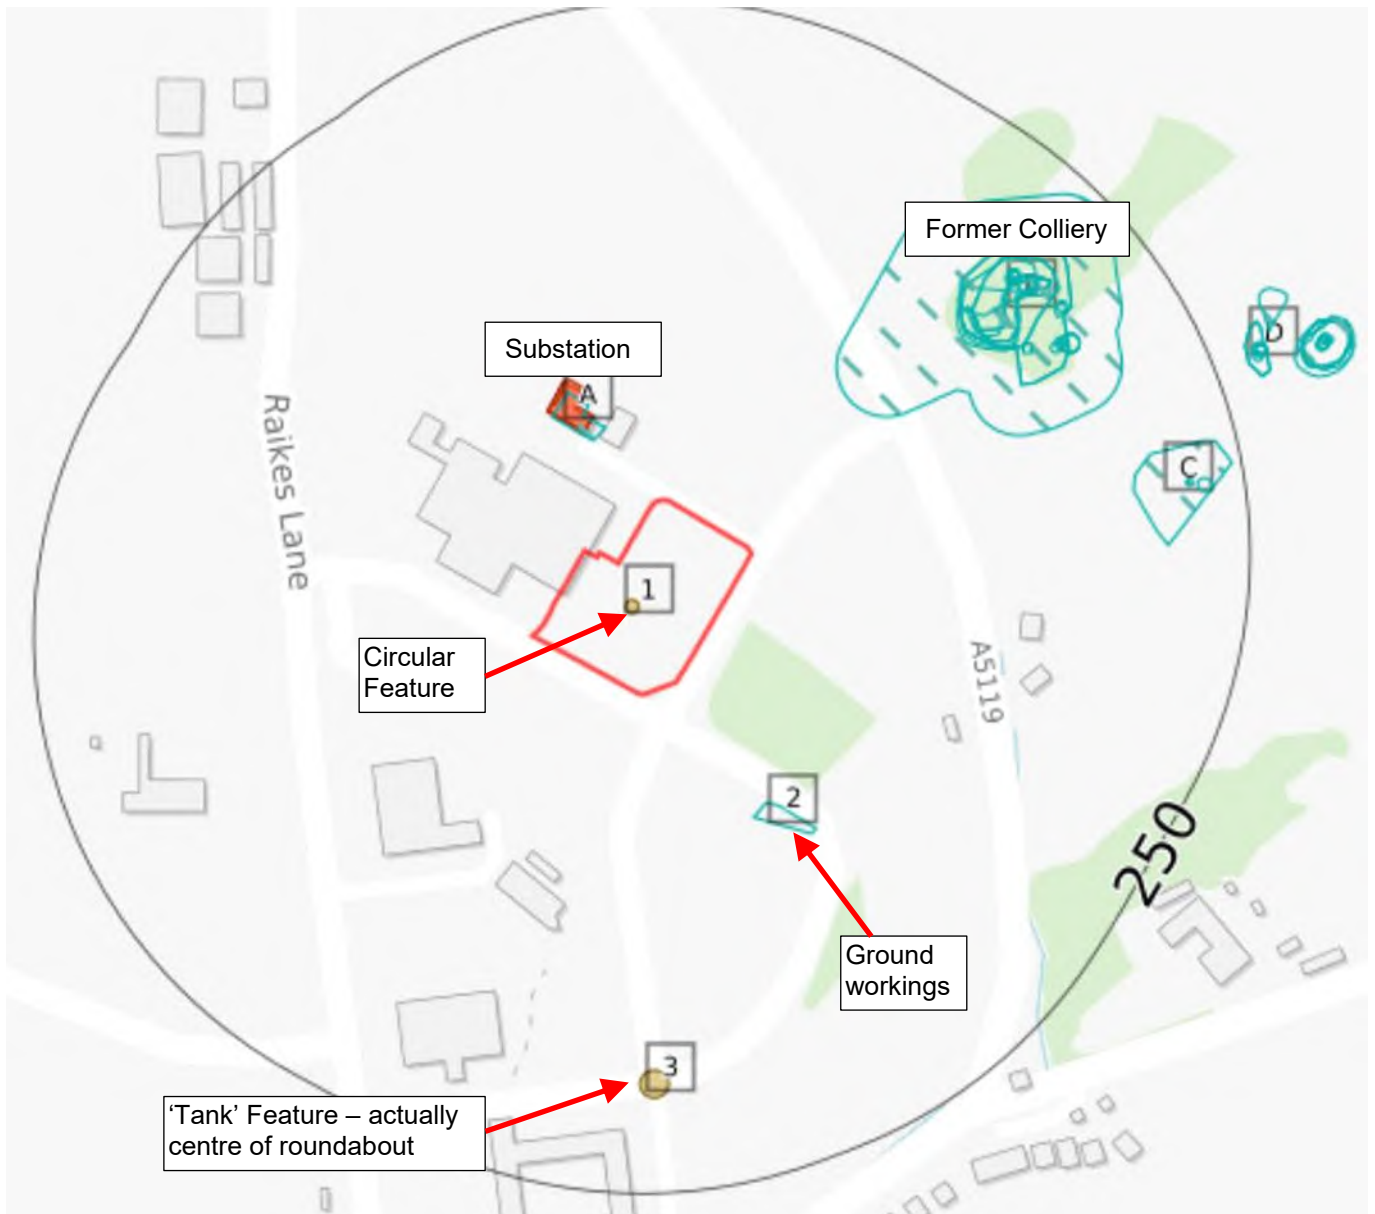 Former Colliery
D
Substation
A
C
Raikes Lane
1
Circular
Feature
A5119
2
250
Ground
workings
3
‘Tank’ Feature – actually
centre of roundabout